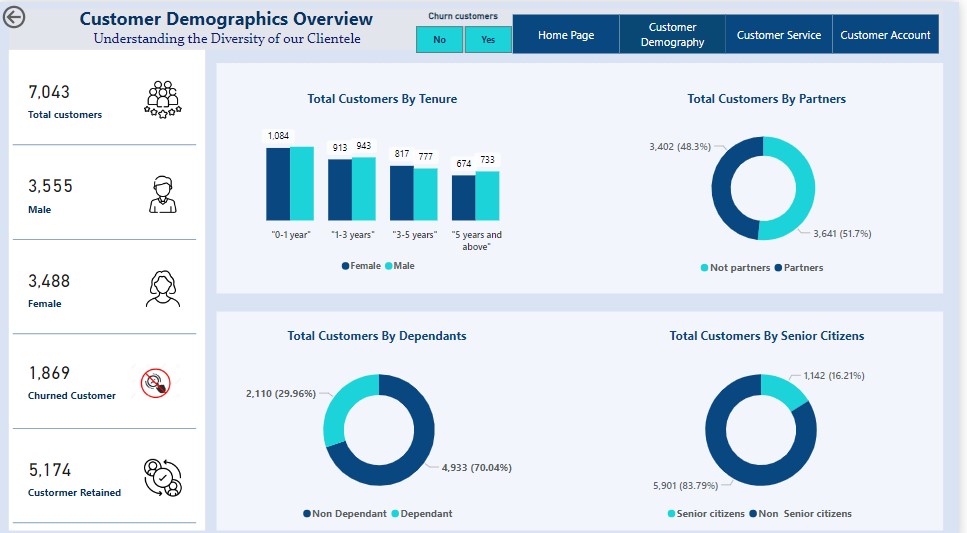 Customer Demographics Overview
Understanding the Diversity of our Clientele
Churn customers
No
Yes
Home Page
Customer
Demography
Customer Service
Customer Account
7,043
Total customers
3,555
Male
3,488
Female
1,869
Churned Customer
5,174
Custormer Retained
Total Customers By Tenure
1,084
913
943
817
777
674
733
"0-1 year"
"1-3 years"
"3-5 years"
"5 years and
above"
Female
Male
Total Customers By Partners
3,402 (48.3%)
3,641 (51.7%)
Not partners
Partners
Total Customers By Dependants
2,110 (29.96%)
4,933 (70.04%)
Non Dependant
Dependant
Total Customers By Senior Citizens
1,142 (16.21%)
5,901 (83.79%)
Senior citizens
Non Senior citizens